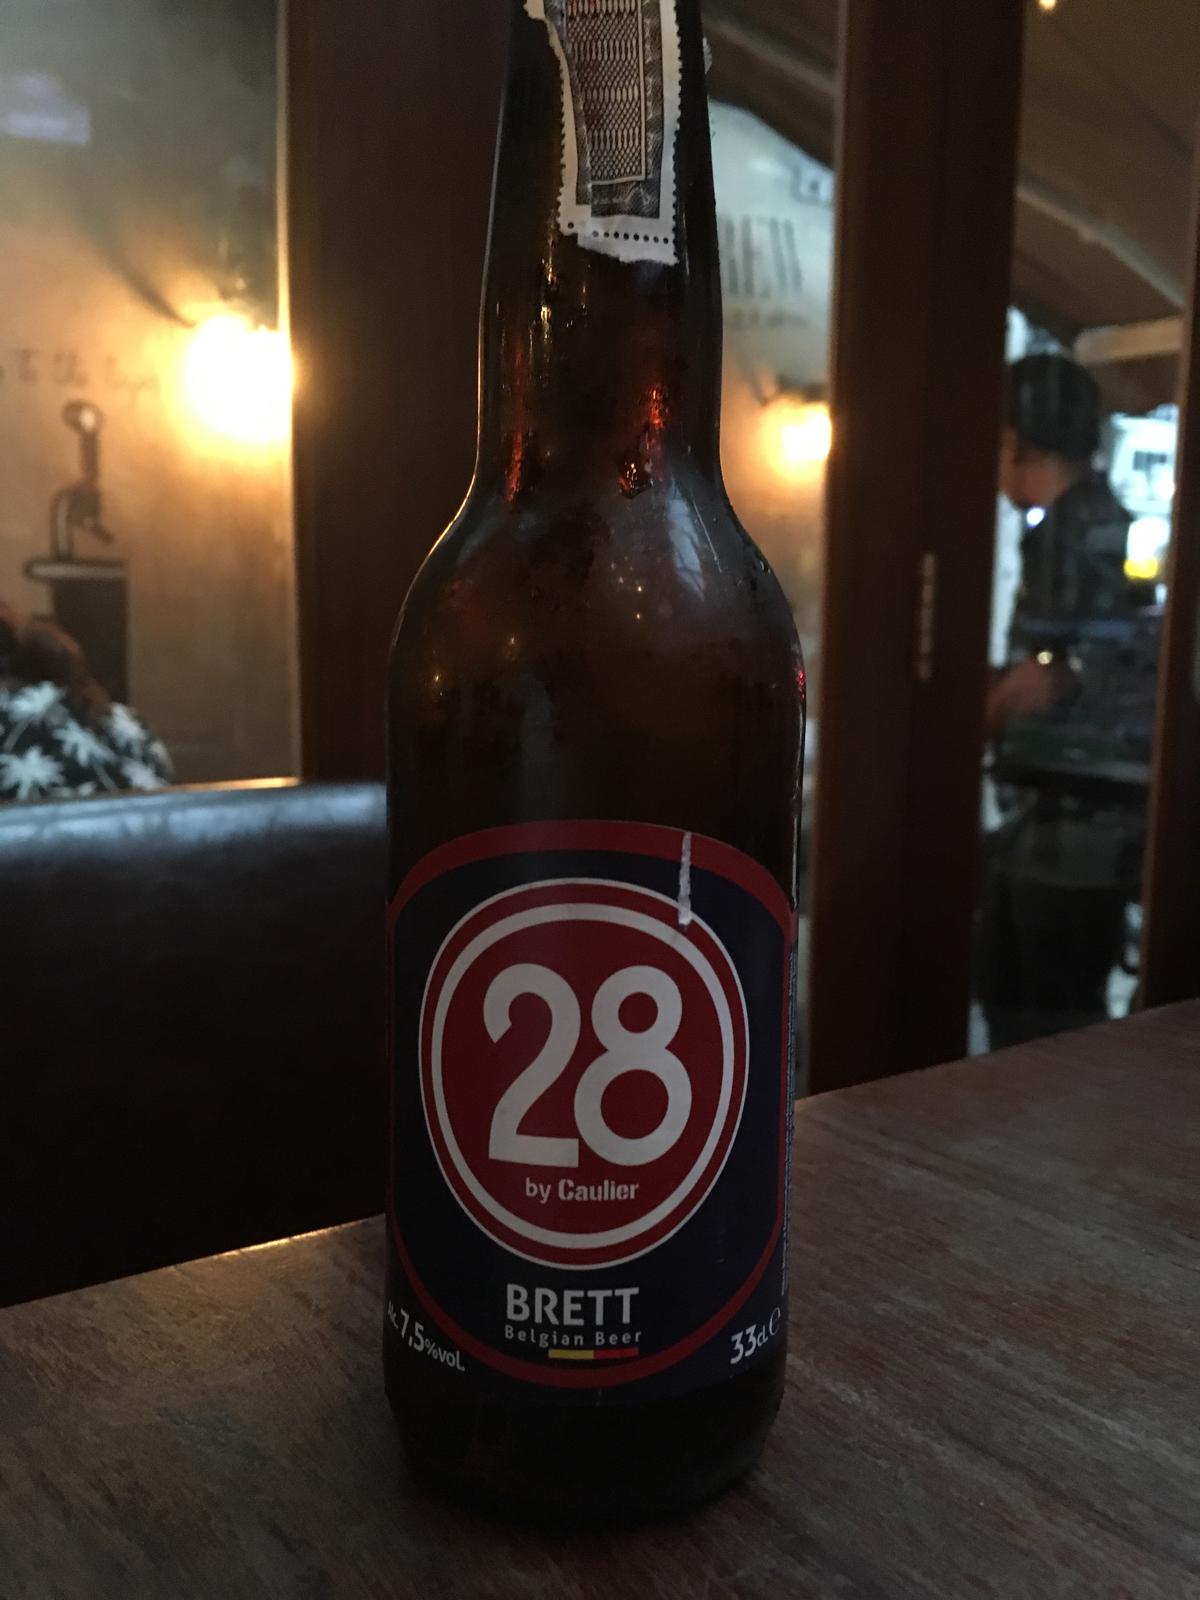 28
by Caulier
BRETT
Belgian Beer
Alc. 7,5%vol.
33cl e